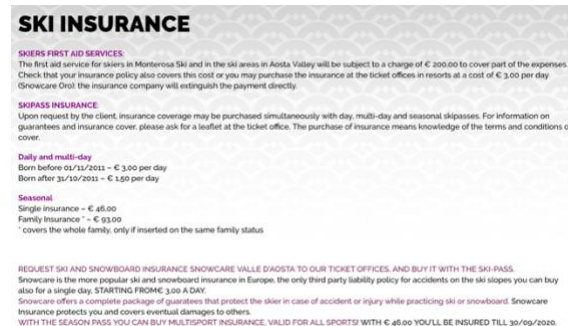 SKI INSURANCE
SKIERS FIRST AID SERVICES:
The first aid service for skiers in Monterosa Ski and in the ski areas in Aosta Valley will be subject to a charge of € 200.00 to cover part of the expenses.
Check that your insurance policy also covers this cost or you may purchase the insurance at the ticket offices in resorts at a cost of € 3.00 per day
(Snowcare Oro): the insurance company will extinguish the payment directly.
SKIPASS INSURANCE
Upon request by the client, insurance coverage may be purchased simultaneously with day, multi-day and seasonal skipasses. For information on
guarantees and insurance cover, please ask for a leaflet at the ticket office. The purchase of insurance means knowledge of the terms and conditions o
cover.
Daily and multi-day
Born before 01/11/2011 – € 3.00 per day
Born after 31/10/2011 – € 1.50 per day
Seasonal
Single insurance – € 46.00
Family Insurance * – € 93.00
* covers the whole family, only if inserted on the same family status
REQUEST SKI AND SNOWBOARD INSURANCE SNOWCARE VALLE D'AOSTA TO OUR TICKET OFFICES, AND BUY IT WITH THE SKI-PASS.
Snowcare is the more popular ski and snowboard insurance in Europe, the only third party liability policy for accidents on the ski slopes you can buy
also for a single day, STARTING FROM€ 3.00 A DAY.
Snowcare offers a complete package of guaratees that protect the skier in case of accident or injury while practicing ski or snowboard. Snowcare
Insurance protects you and covers eventual damages to others.
WITH THE SEASON PASS YOU CAN BUY MULTISPORT INSURANCE, VALID FOR ALL SPORTS! WITH € 46.00 YOU'LL BE INSURED TILL 30/09/2020.